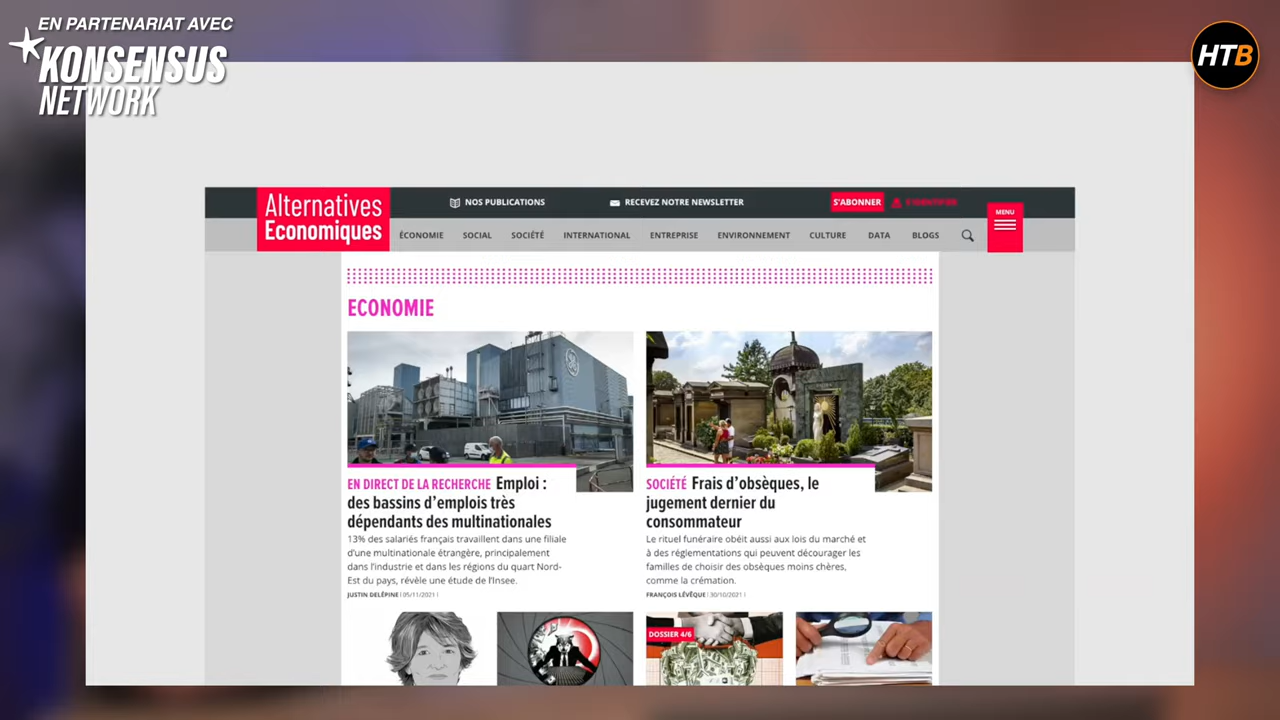 EN PARTENARIAT AVEC
KONSENSUS
NETWORK
HTB
Alternatives
Economiques
NOS PUBLICATIONS
RECEVEZ NOTRE NEWSLETTER
S'ABONNER
MENU
ÉCONOMIE SOCIAL SOCIÉTÉ INTERNATIONAL ENTREPRISE ENVIRONNEMENT CULTURE DATA BLOGS
ECONOMIE
EN DIRECT DE LA RECHERCHE Emploi :
des bassins d'emplois très
dépendants des multinationales
13% des salariés français travaillent dans une filiale
d'une multinationale étrangère, principalement
dans l'industrie et dans les régions du quart Nord-
Est du pays, révèle une étude de l'Insee.
JUSTIN DELÉPINE | 05/11/2021 |
SOCIÉTÉ Frais d'obsèques, le
jugement dernier du
consommateur
Le rituel funéraire obéit aussi aux lois du marché et
à des réglementations qui peuvent décourager les
familles de choisir des obsèques moins chères,
comme la crémation.
FRANÇOIS LÉVÊQUE | 30/10/2021 |
DOSSIER 4/6